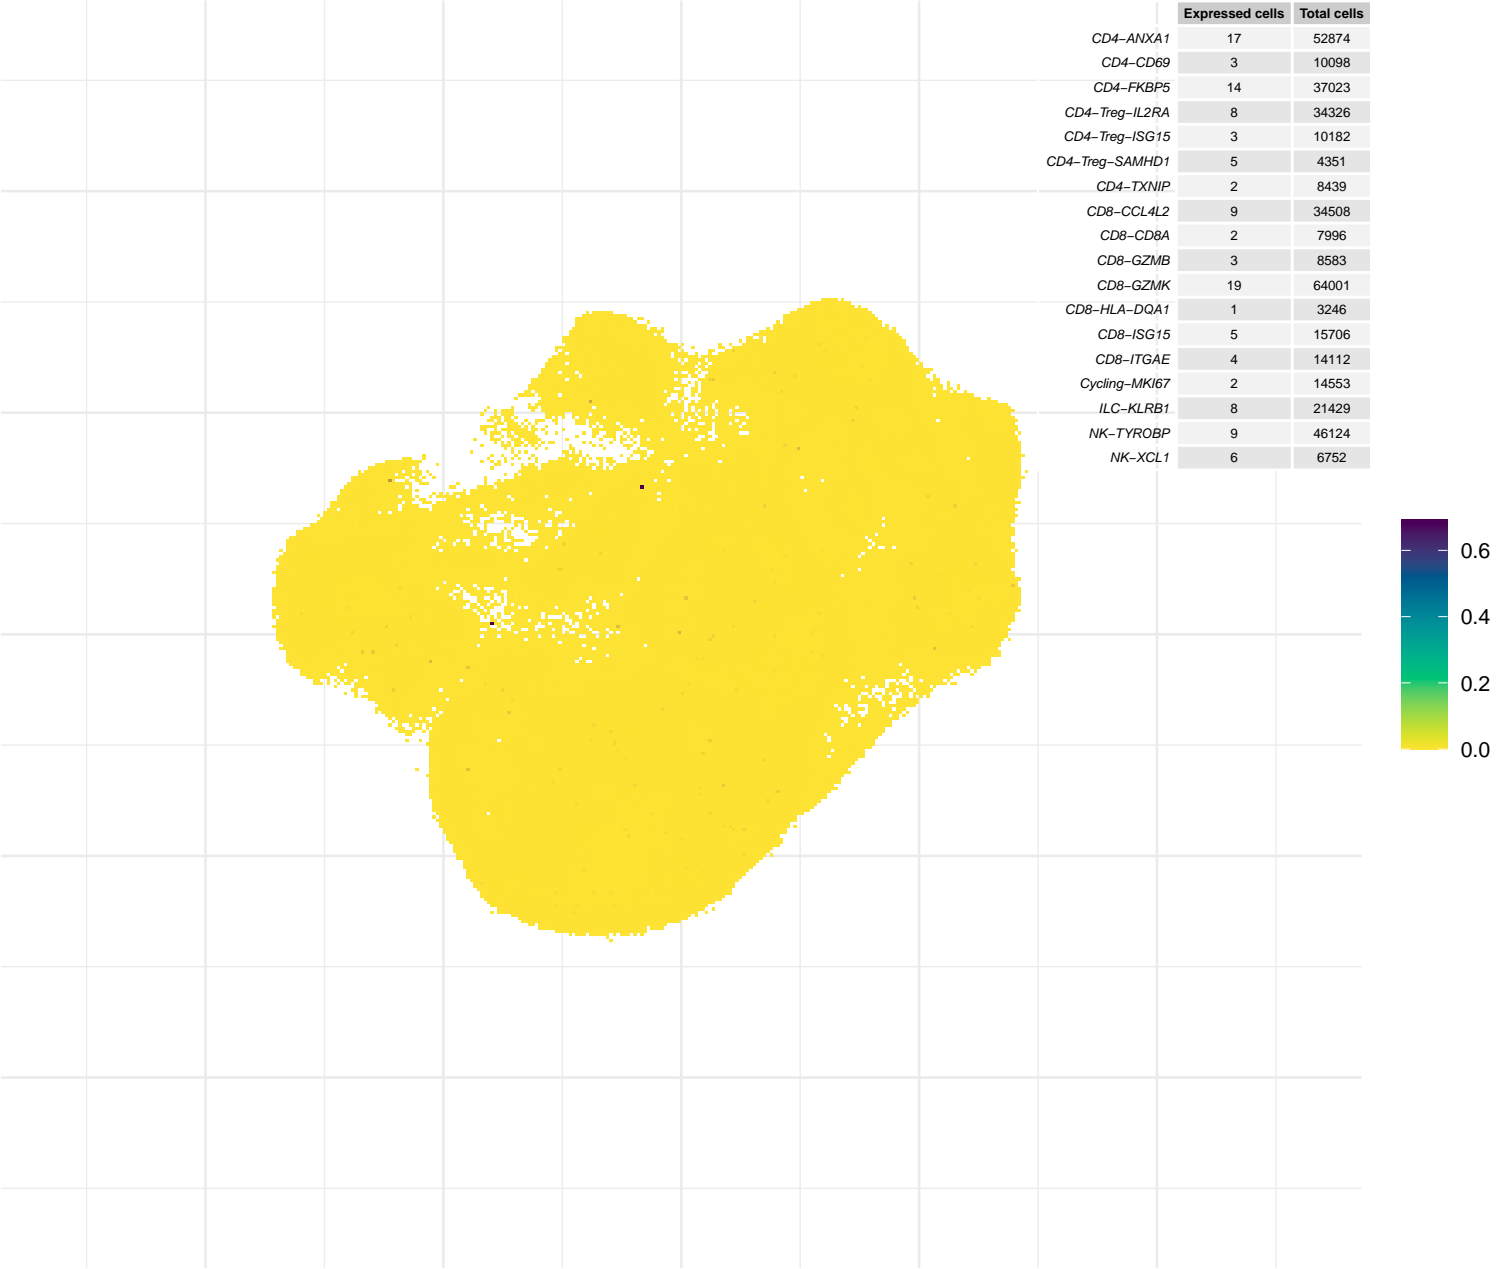 Expressed cells Total cells
CD4−ANXA1 17 52874
CD4−CD69 3 10098
CD4−FKBP5 14 37023
CD4−Treg−IL2RA 8 34326
CD4−Treg−ISG15 3 10182
CD4−Treg−SAMHD1 5 4351
CD4−TXNIP 2 8439
CD8−CCL4L2 9 34508
CD8−CD8A 2 7996
CD8−GZMB 3 8583
CD8−GZMK 19 64001
CD8−HLA−DQA1 1 3246
CD8−ISG15 5 15706
CD8−ITGAE 4 14112
Cycling−MKI67 2 14553
ILC−KLRB1 8 21429
NK−TYROBP 9 46124
NK−XCL1 6 6752
0.6
0.4
0.2
0.0